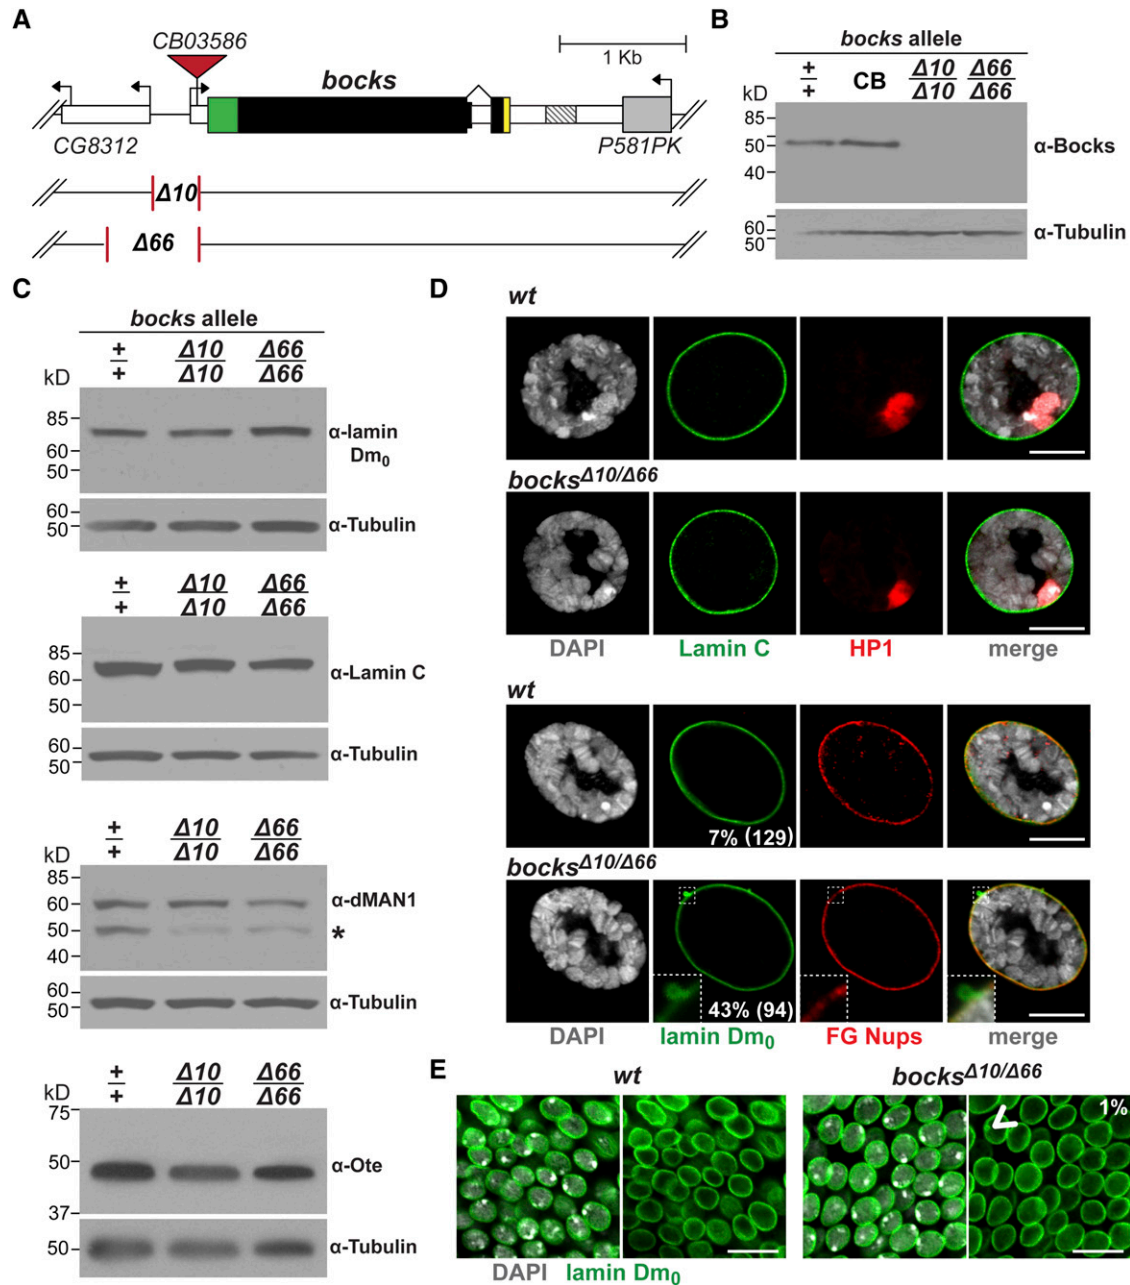 A
CB03586
bocks
1 Kb
CG8312
P581PK
Δ10
Δ66
B
bocks allele
+/+ CB Δ10/Δ10 Δ66/Δ66
kD
85
50
40
α-Bocks
60
50
α-Tubulin
C
bocks allele
+/+ Δ10/Δ10 Δ66/Δ66
kD
85
60
50
α-lamin
Dm0
60
50
α-Tubulin
+/+ Δ10/Δ10 Δ66/Δ66
kD
85
60
50
α-Lamin C
60
50
α-Tubulin
+/+ Δ10/Δ10 Δ66/Δ66
kD
85
60
50
40
α-dMAN1
*
60
50
α-Tubulin
+/+ Δ10/Δ10 Δ66/Δ66
kD
75
50
37
α-Ote
50
α-Tubulin
D
wt
bocksΔ10/Δ66
DAPI Lamin C HP1 merge
wt
7% (129)
bocksΔ10/Δ66
43% (94)
DAPI lamin Dm0 FG Nups merge
E
wt bocksΔ10/Δ66
1%
DAPI lamin Dm0